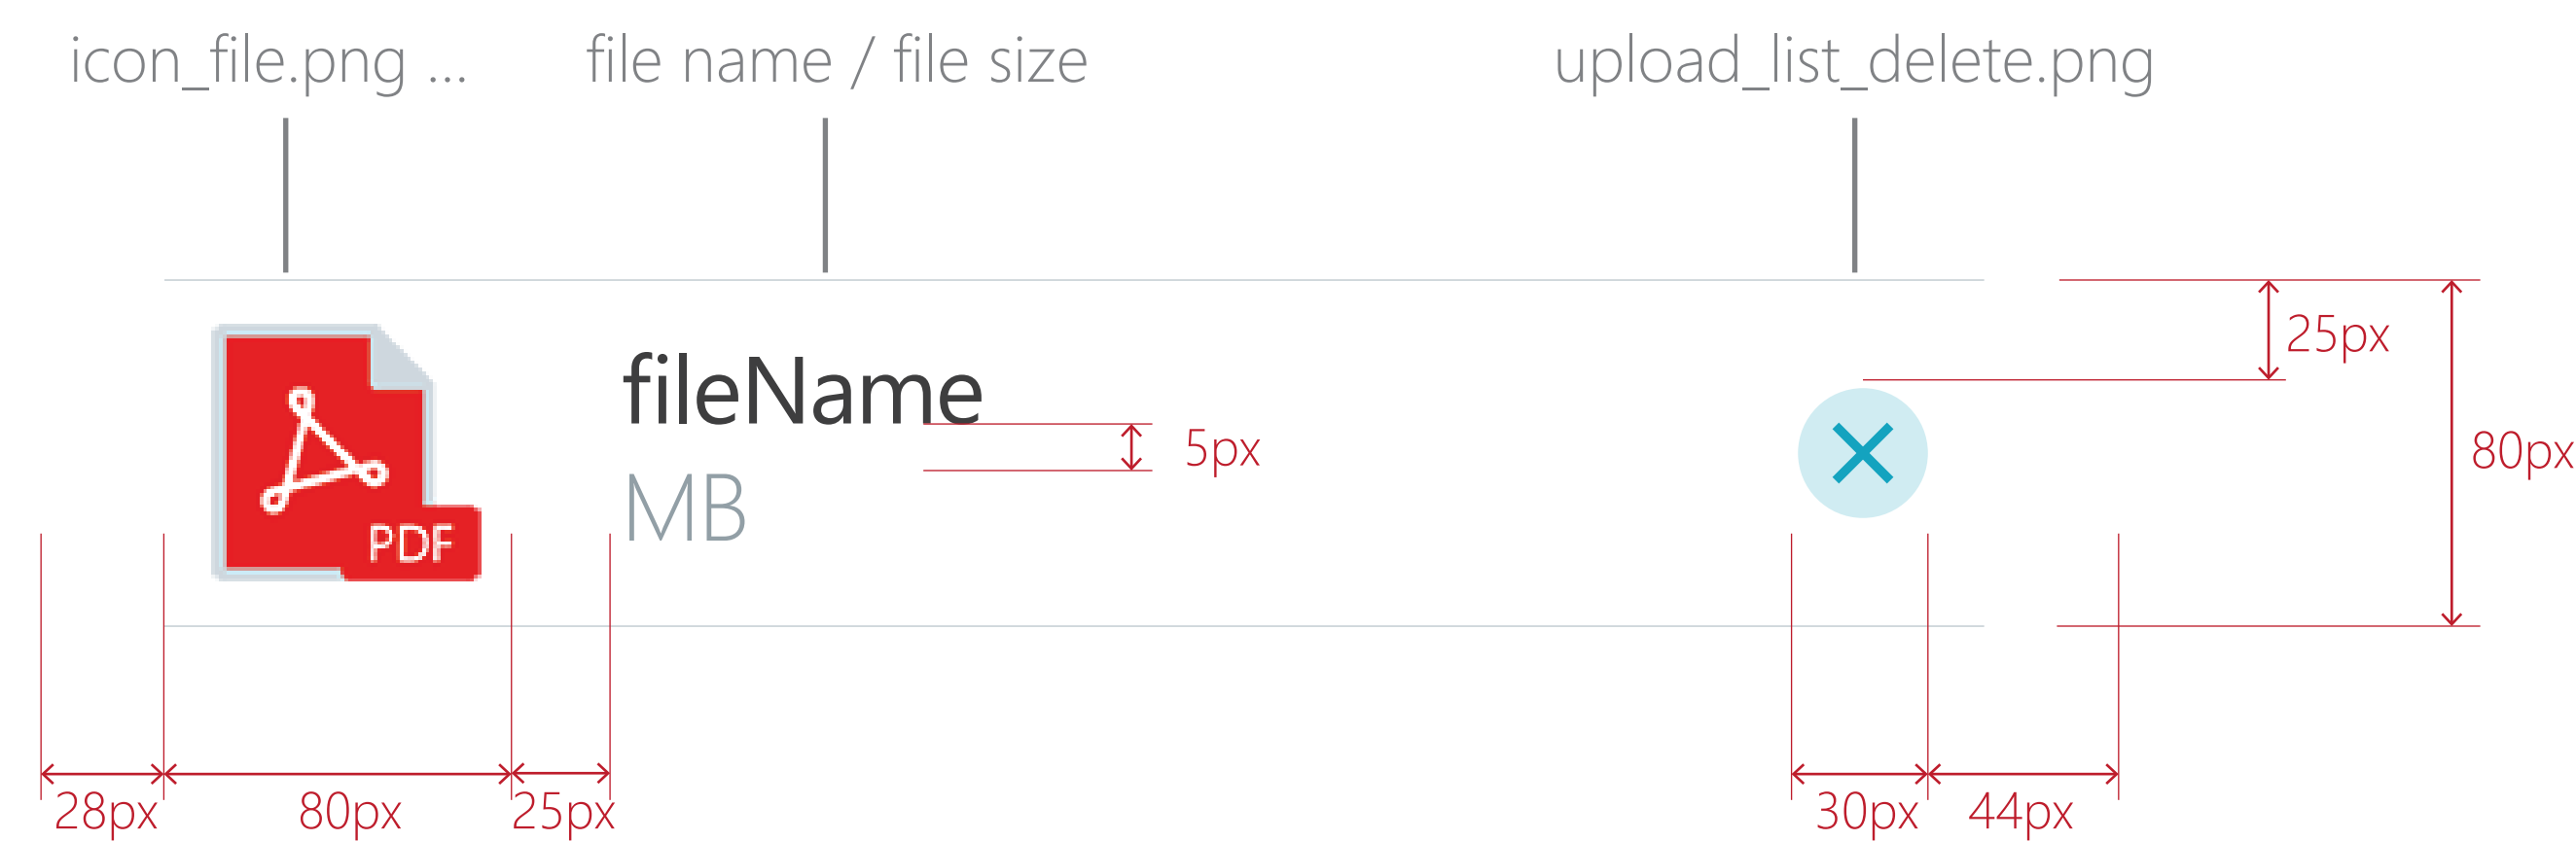 icon_file.png ...
file name / file size
upload_list_delete.png
25px
fileName
5px
80px
MB
PDF
28px
80px
25px
30px
44px